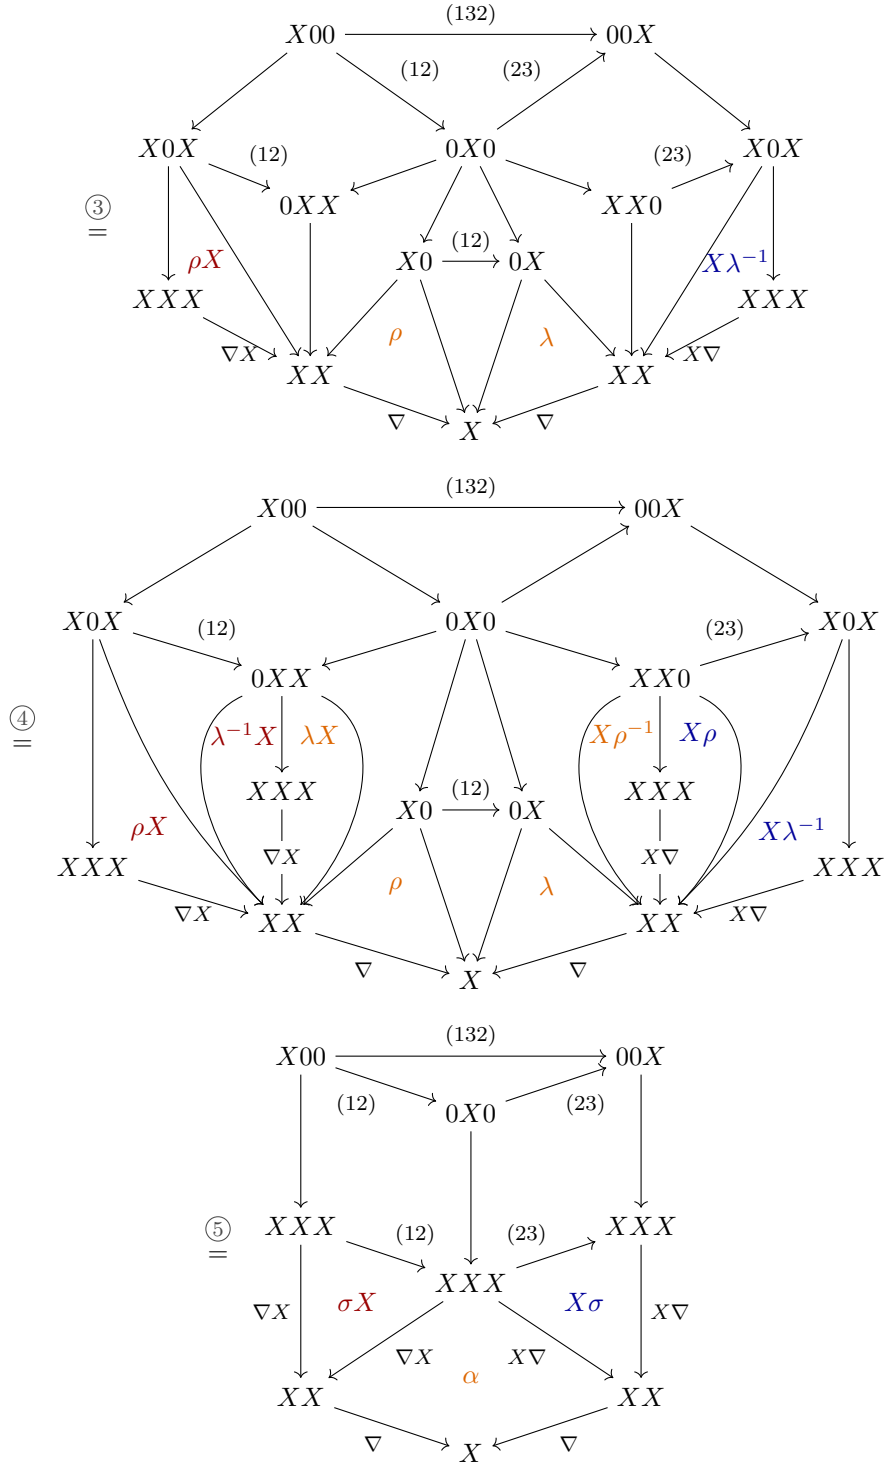 (132)
X00 00X
(12) (23)
X0X 0X0 X0X
(12) (23)
③ 0XX XX0
=
X0 (12) 0X
ρX Xλ⁻¹
XXX XXX
ρ λ
∇X X∇
XX XX
∇ ∇
X
(132)
X00 00X
X0X 0X0 X0X
(12) (23)
0XX XX0
④ λ⁻¹X λX Xρ⁻¹ Xρ
=
XXX XXX
X0 (12) 0X
ρX Xλ⁻¹
∇X X∇
XXX XXX
ρ λ
∇X X∇
XX XX
∇ ∇
X
(132)
X00 00X
(12) (23)
0X0
⑤ XXX XXX
=
(12) (23)
XXX
∇X σX Xσ X∇
∇X X∇
α
XX XX
∇ ∇
X